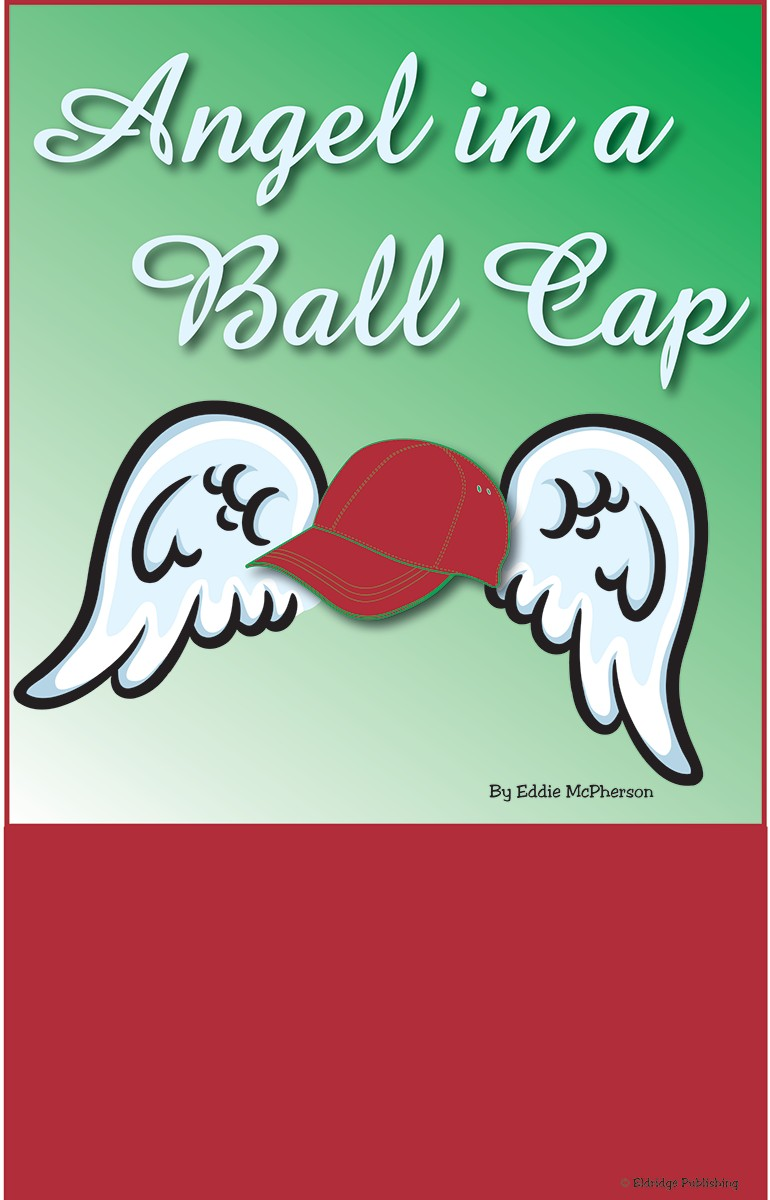 Angel in a
Ball Cap
By Eddie McPherson
© Eldridge Publishing